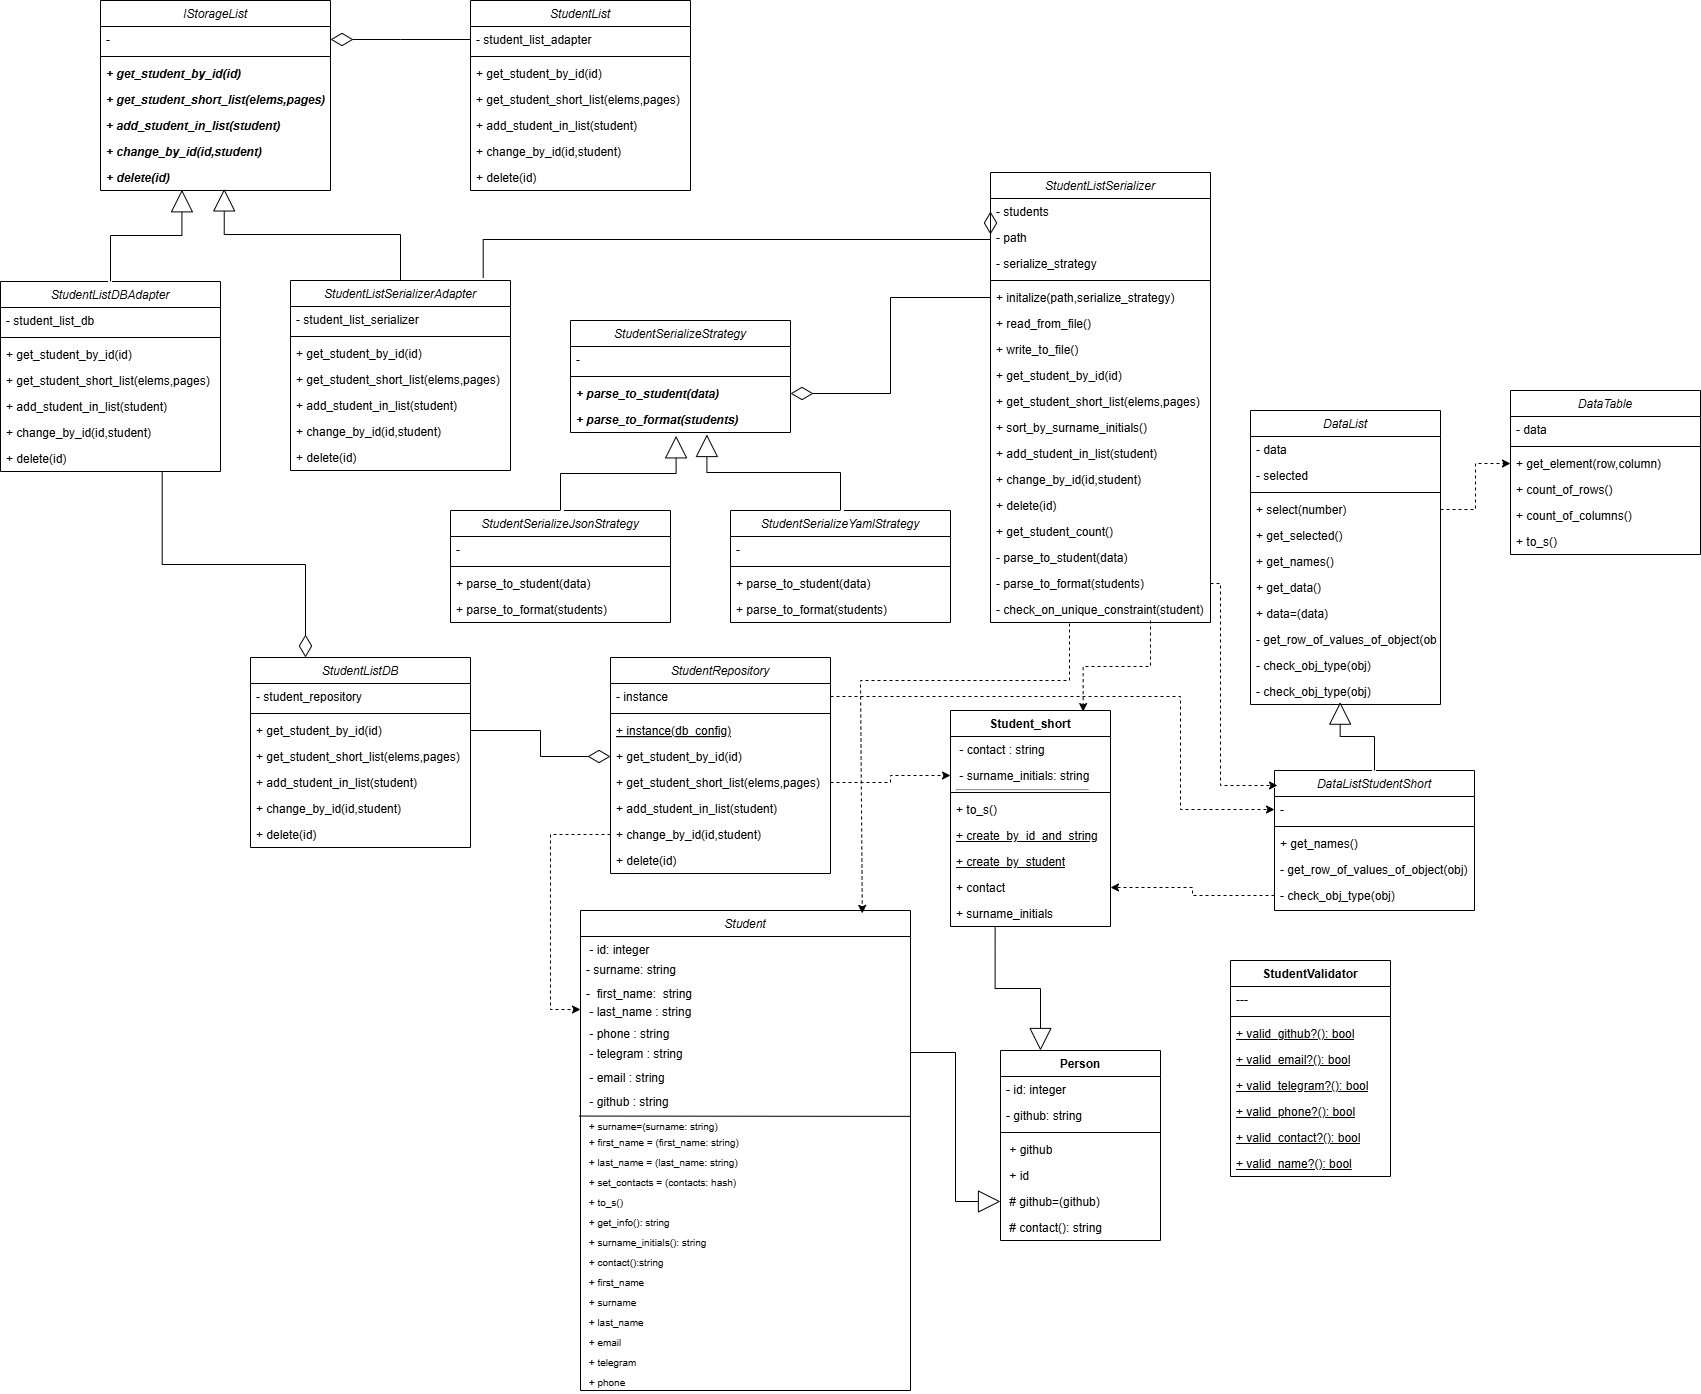 IStorageList
-
+ get_student_by_id(id)
+ get_student_short_list(elems,pages)
+ add_student_in_list(student)
+ change_by_id(id,student)
+ delete(id)
StudentList
- student_list_adapter
+ get_student_by_id(id)
+ get_student_short_list(elems,pages)
+ add_student_in_list(student)
+ change_by_id(id,student)
+ delete(id)
StudentListSerializer
- students
- path
- serialize_strategy
+ initalize(path,serialize_strategy)
+ read_from_file()
+ write_to_file()
+ get_student_by_id(id)
+ get_student_short_list(elems,pages)
+ sort_by_surname_initials()
+ add_student_in_list(student)
+ change_by_id(id,student)
+ delete(id)
+ get_student_count()
- parse_to_student(data)
- parse_to_format(students)
- check_on_unique_constraint(student)
StudentListDBAdapter
- student_list_db
+ get_student_by_id(id)
+ get_student_short_list(elems,pages)
+ add_student_in_list(student)
+ change_by_id(id,student)
+ delete(id)
StudentListSerializerAdapter
- student_list_serializer
+ get_student_by_id(id)
+ get_student_short_list(elems,pages)
+ add_student_in_list(student)
+ change_by_id(id,student)
+ delete(id)
StudentSerializeStrategy
-
+ parse_to_student(data)
+ parse_to_format(students)
DataList
- data
- selected
+ select(number)
+ get_selected()
+ get_names()
+ get_data()
+ data=(data)
- get_row_of_values_of_object(ob
- check_obj_type(obj)
- check_obj_type(obj)
DataTable
- data
+ get_element(row,column)
+ count_of_rows()
+ count_of_columns()
+ to_s()
StudentSerializeJsonStrategy
-
+ parse_to_student(data)
+ parse_to_format(students)
StudentSerializeYamlStrategy
-
+ parse_to_student(data)
+ parse_to_format(students)
StudentListDB
- student_repository
+ get_student_by_id(id)
+ get_student_short_list(elems,pages)
+ add_student_in_list(student)
+ change_by_id(id,student)
+ delete(id)
StudentRepository
- instance
+ instance(db_config)
+ get_student_by_id(id)
+ get_student_short_list(elems,pages)
+ add_student_in_list(student)
+ change_by_id(id,student)
+ delete(id)
Student_short
- contact : string
- surname_initials: string
+ to_s()
+ create_by_id_and_string
+ create_by_student
+ contact
+ surname_initials
DataListStudentShort
-
+ get_names()
- get_row_of_values_of_object(obj)
- check_obj_type(obj)
Student
- id: integer
- surname: string
- first_name: string
- last_name : string
- phone : string
- telegram : string
- email : string
- github : string
+ surname=(surname: string)
+ first_name = (first_name: string)
+ last_name = (last_name: string)
+ set_contacts = (contacts: hash)
+ to_s()
+ get_info(): string
+ surname_initials(): string
+ contact():string
+ first_name
+ surname
+ last_name
+ email
+ telegram
+ phone
Person
- id: integer
- github: string
+ github
+ id
# github=(github)
# contact(): string
StudentValidator
---
+ valid_github?(): bool
+ valid_email?(): bool
+ valid_telegram?(): bool
+ valid_phone?(): bool
+ valid_contact?(): bool
+ valid_name?(): bool